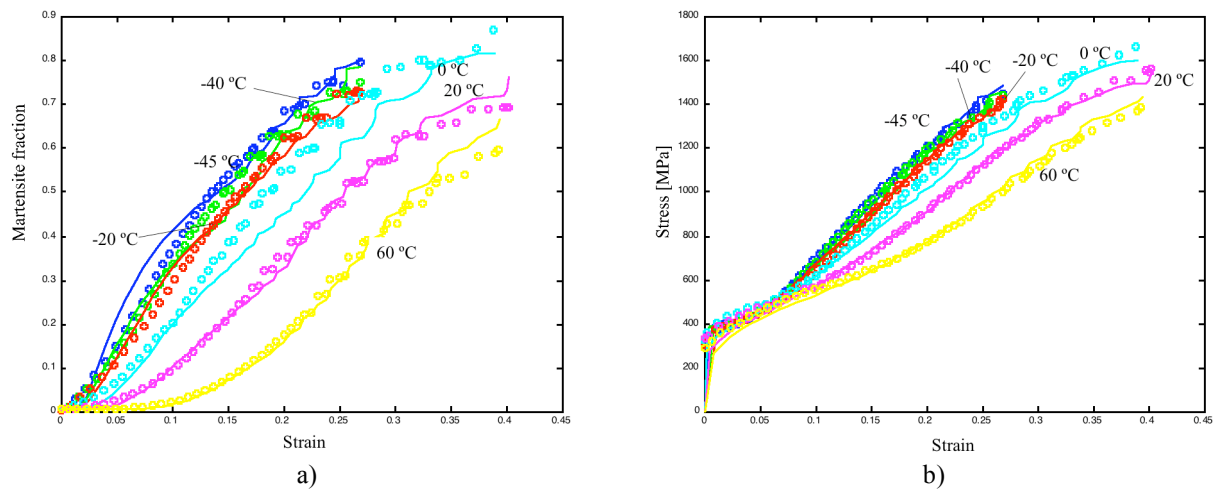 0.9
0.8
0.7
0.6
0.5
0.4
0.3
0.2
0.1
0
0 0.05 0.1 0.15 0.2 0.25 0.3 0.35 0.4 0.45
Martensite fraction
Strain
-40 ºC
0 ºC
20 ºC
-45 ºC
-20 ºC
60 ºC
a)
1800
1600
1400
1200
1000
800
600
400
200
0
0 0.05 0.1 0.15 0.2 0.25 0.3 0.35 0.4 0.45
Stress [MPa]
Strain
0 ºC
-20 ºC
-40 ºC
20 ºC
-45 ºC
60 ºC
b)